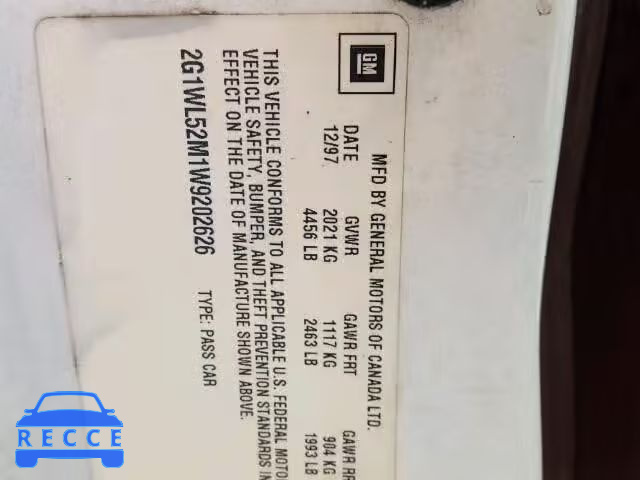 GM
MFD BY GENERAL MOTORS OF CANADA LTD.
DATE GVWR GAWR FRT GAWR RR
12/97 2021 KG 1117 KG 904 KG
4456 LB 2463 LB 1993 LB
THIS VEHICLE CONFORMS TO ALL APPLICABLE U.S. FEDERAL MOTO
VEHICLE SAFETY, BUMPER, AND THEFT PREVENTION STANDARDS IN
EFFECT ON THE DATE OF MANUFACTURE SHOWN ABOVE.
2G1WL52M1W9202626 TYPE: PASS CAR
RECCE